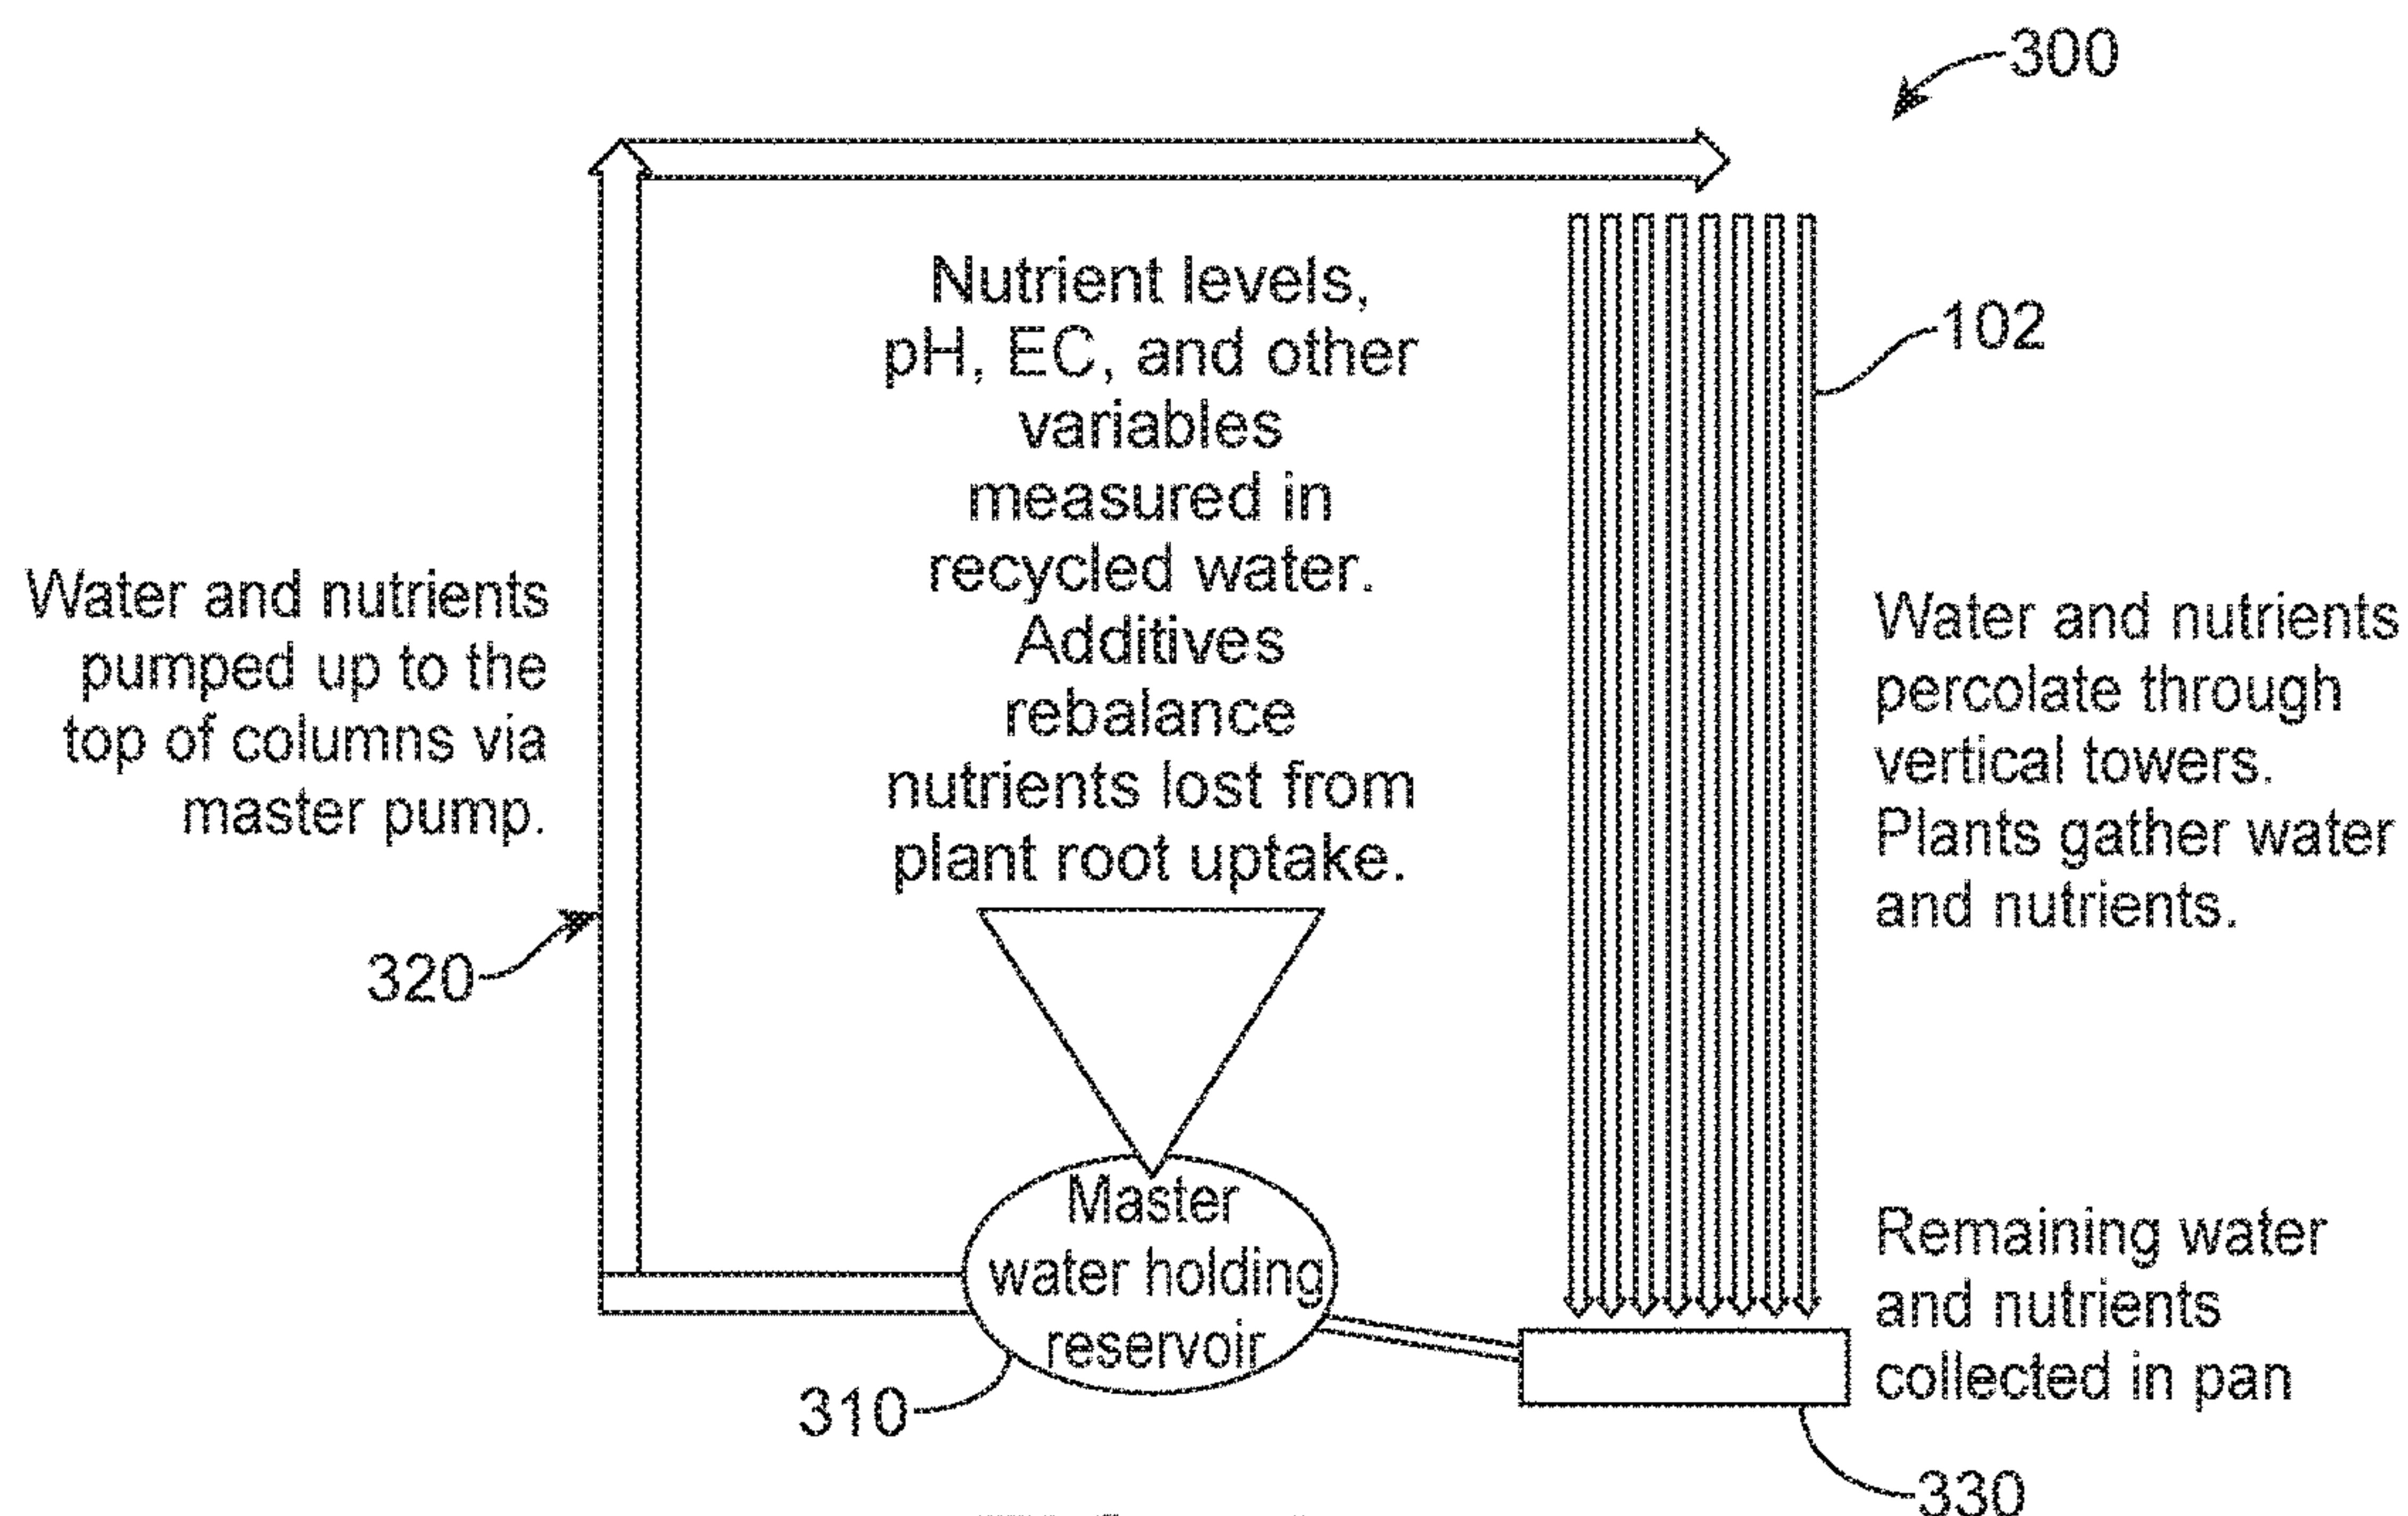 300
Nutrient levels,
pH, EC, and other
variables
measured in
recycled water.
Additives
rebalance
nutrients lost from
plant root uptake.
102
Water and nutrients
pumped up to the
top of columns via
master pump.
320
Water and nutrients
percolate through
vertical towers.
Plants gather water
and nutrients.
Master
water holding
reservoir
310
Remaining water
and nutrients
collected in pan
330